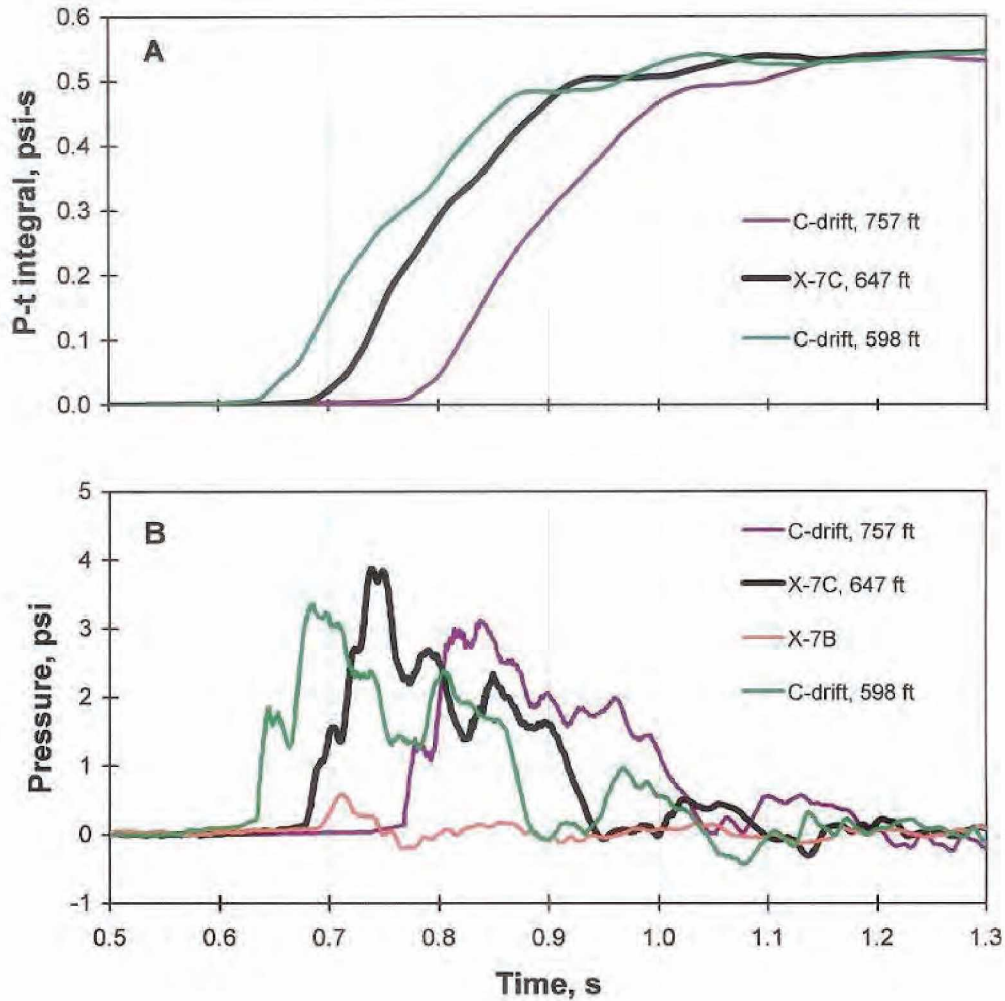 A
P-t integral, psi-s
0.6
0.5
0.4
0.3
0.2
0.1
0.0
C-drift, 757 ft
X-7C, 647 ft
C-drift, 598 ft
B
Pressure, psi
5
4
3
2
1
0
-1
C-drift, 757 ft
X-7C, 647 ft
X-7B
C-drift, 598 ft
0.5 0.6 0.7 0.8 0.9 1.0 1.1 1.2 1.3
Time, s